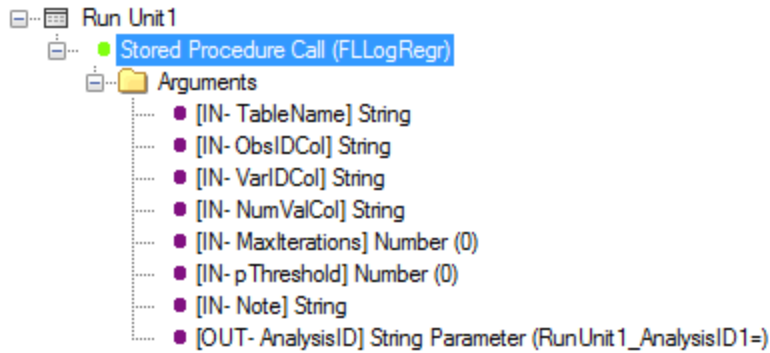 Run Unit1
Stored Procedure Call (FLLogRegr)
Arguments
[IN- TableName] String
[IN- ObsIDCol] String
[IN- VarIDCol] String
[IN- NumValCol] String
[IN- MaxIterations] Number (0)
[IN- pThreshold] Number (0)
[IN- Note] String
[OUT- AnalysisID] String Parameter (RunUnit1_AnalysisID1=)